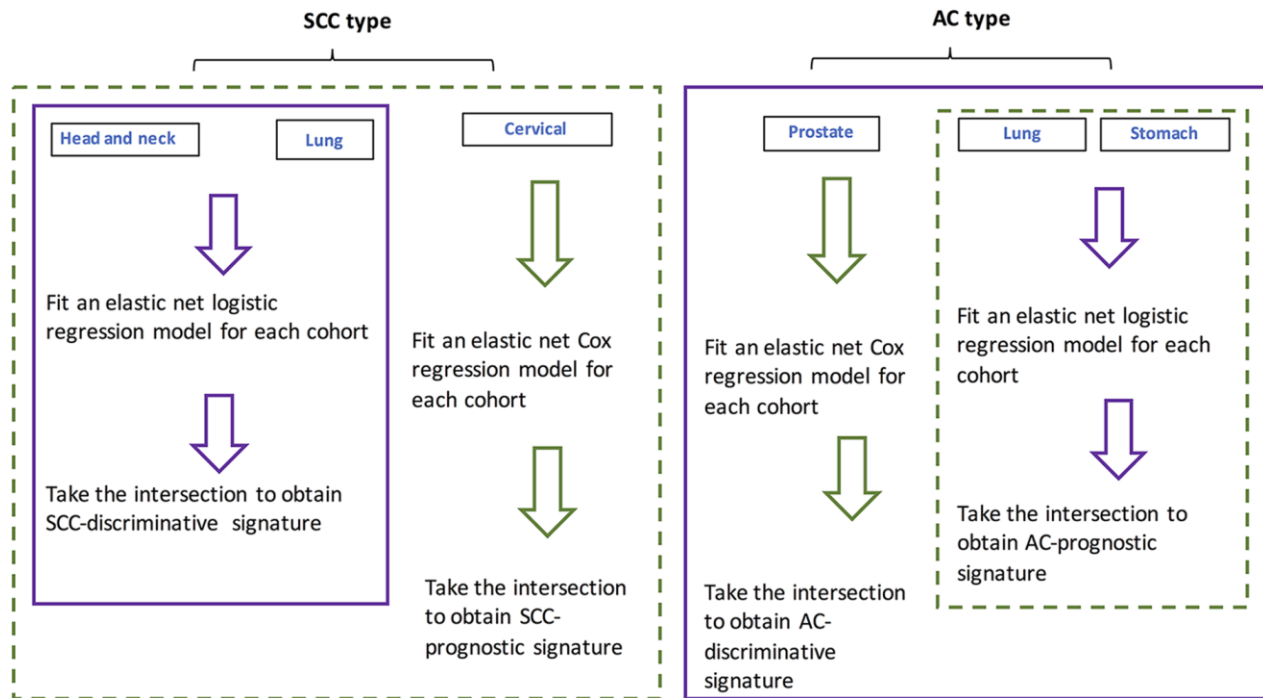 SCC type
Head and neck
Lung
Cervical
Fit an elastic net logistic
regression model for each cohort
Take the intersection to obtain
SCC-discriminative signature
Fit an elastic net Cox
regression model for
each cohort
Take the intersection
to obtain SCC-
prognostic signature
AC type
Prostate
Lung
Stomach
Fit an elastic net Cox
regression model for
each cohort
Take the intersection
to obtain AC-
discriminative
signature
Fit an elastic net logistic
regression model for each
cohort
Take the intersection to
obtain AC-prognostic
signature